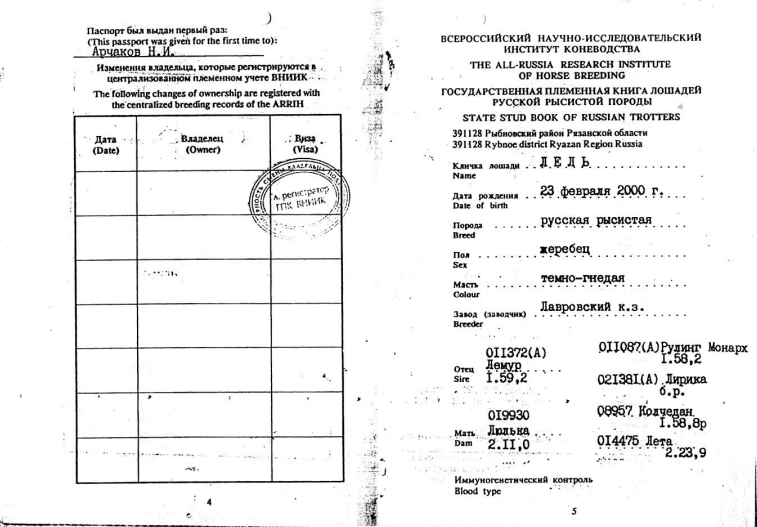 Паспорт был выдан первый раз:
(This passport was given for the first time to):
Арчаков Н.И.
Изменения владельца, которые регистрируются в
централизованном племенном учете ВНИИК
The following changes of ownership are registered with
the centralized breeding records of the ARRIH
Дата
(Date)
Владелец
(Owner)
Виза
(Visa)
регистратор
ГПК ВНИИК
4
ВСЕРОССИЙСКИЙ НАУЧНО-ИССЛЕДОВАТЕЛЬСКИЙ
ИНСТИТУТ КОНЕВОДСТВА
THE ALL-RUSSIA RESEARCH INSTITUTE
OF HORSE BREEDING
ГОСУДАРСТВЕННАЯ ПЛЕМЕННАЯ КНИГА ЛОШАДЕЙ
РУССКОЙ РЫСИСТОЙ ПОРОДЫ
STATE STUD BOOK OF RUSSIAN TROTTERS
391128 Рыбновский район Рязанской области
391128 Rybnoe district Ryazan Region Russia
Кличка лошади ... ЛЕЛЬ
Name
Дата рождения .. 23 февраля 2000 г.
Date of birth
Порода ...... русская рысистая
Breed
Пол ...... жеребец
Sex
Масть ...... темно-гнедая
Colour
Завод (заводчик) .. Лавровский к.з.
Breeder
Отец
Sire
011372(А)
Лемур
1.59,2
011087(А)Рулинг Монарх
1.58,2
021381(А) Лирика
б.р.
Мать
Dam
019930
Люлька
2.11,0
08957 Колчедан
1.58,8р
014475 Лета
2.23,9
Иммуногенетический контроль
Blood type
5